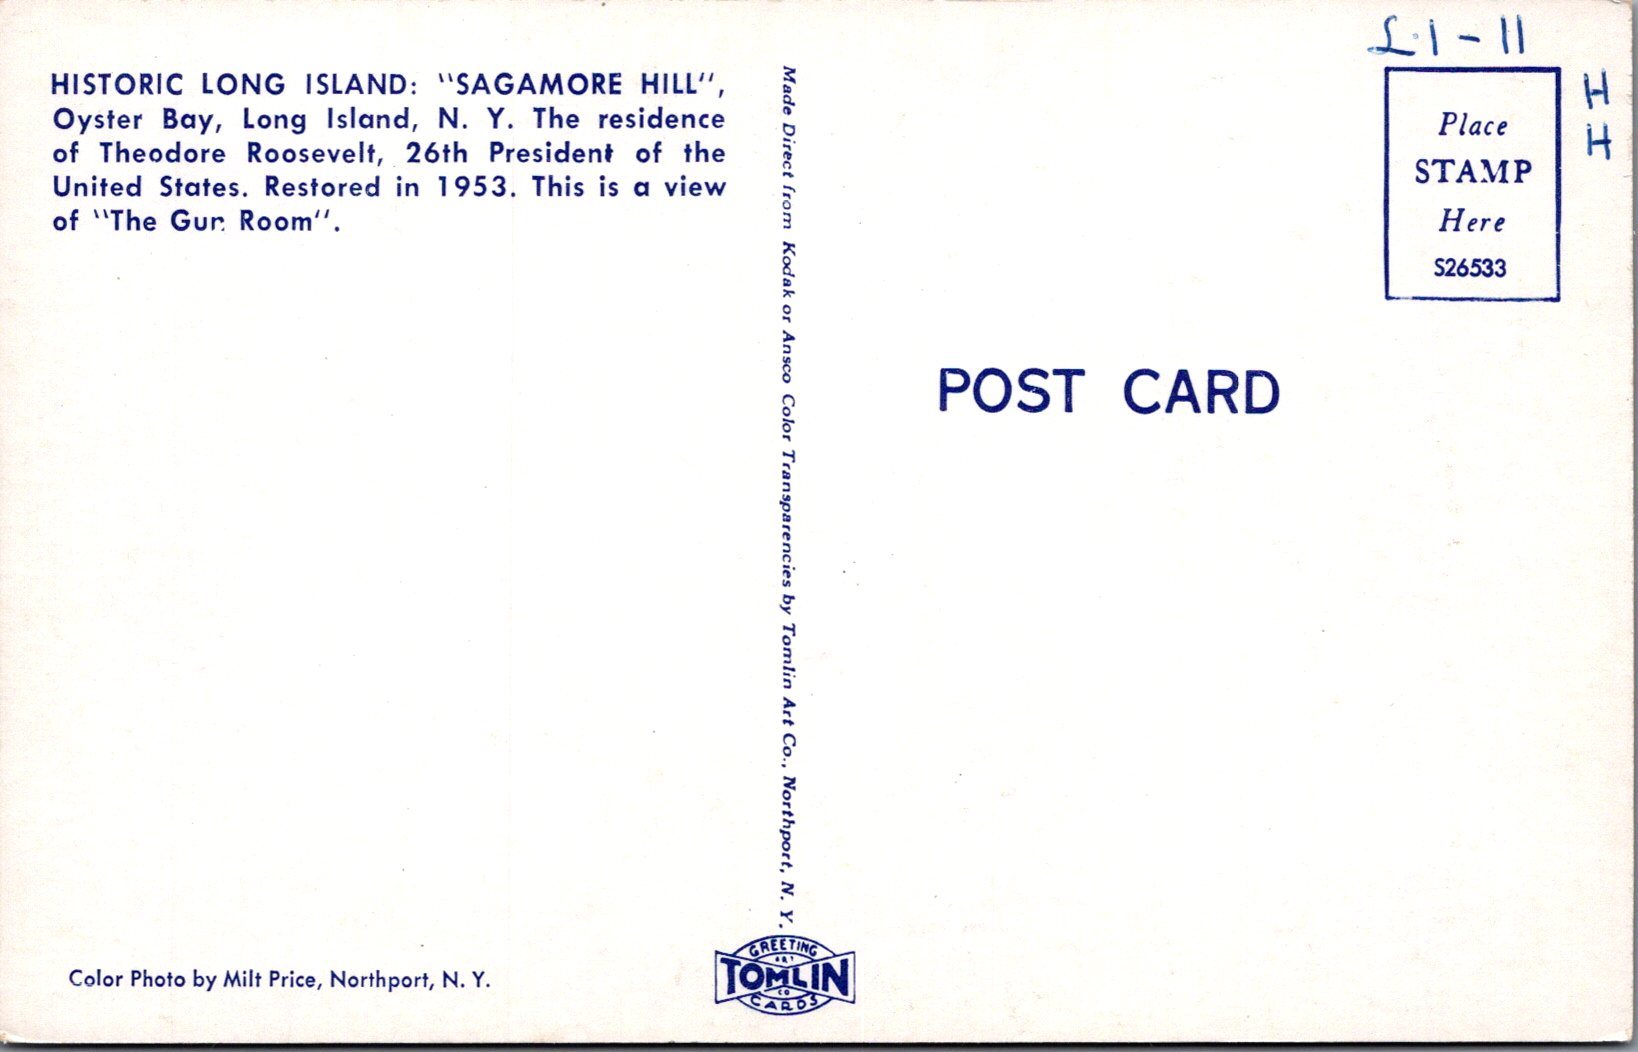 HISTORIC LONG ISLAND: "SAGAMORE HILL",
Oyster Bay, Long Island, N. Y. The residence
of Theodore Roosevelt, 26th President of the
United States. Restored in 1953. This is a view
of "The Gun Room".
Color Photo by Milt Price, Northport, N. Y.
Made Direct from Kodak or Ansco Color Transparencies by Tomlin Art Co., Northport, N. Y.
GREETING
ART
TOMLIN
CO
CARDS
L.1-11
H
H
Place
STAMP
Here
S26533
POST CARD